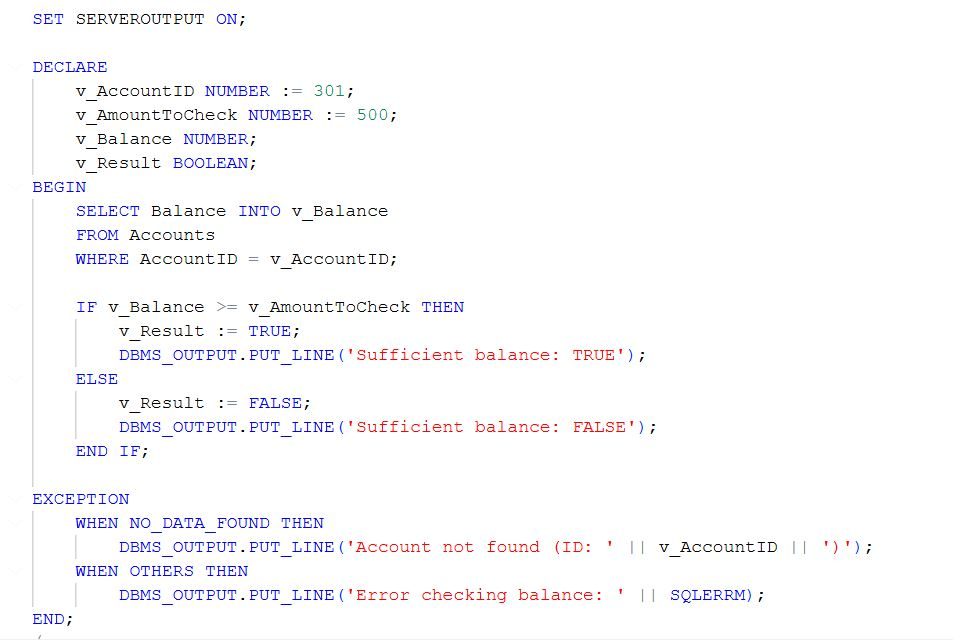 SET SERVEROUTPUT ON;
DECLARE
v_AccountID NUMBER := 301;
v_AmountToCheck NUMBER := 500;
v_Balance NUMBER;
v_Result BOOLEAN;
BEGIN
SELECT Balance INTO v_Balance
FROM Accounts
WHERE AccountID = v_AccountID;
IF v_Balance >= v_AmountToCheck THEN
v_Result := TRUE;
DBMS_OUTPUT.PUT_LINE('Sufficient balance: TRUE');
ELSE
v_Result := FALSE;
DBMS_OUTPUT.PUT_LINE('Sufficient balance: FALSE');
END IF;
EXCEPTION
WHEN NO_DATA_FOUND THEN
DBMS_OUTPUT.PUT_LINE('Account not found (ID: ' || v_AccountID || ')');
WHEN OTHERS THEN
DBMS_OUTPUT.PUT_LINE('Error checking balance: ' || SQLERRM);
END;